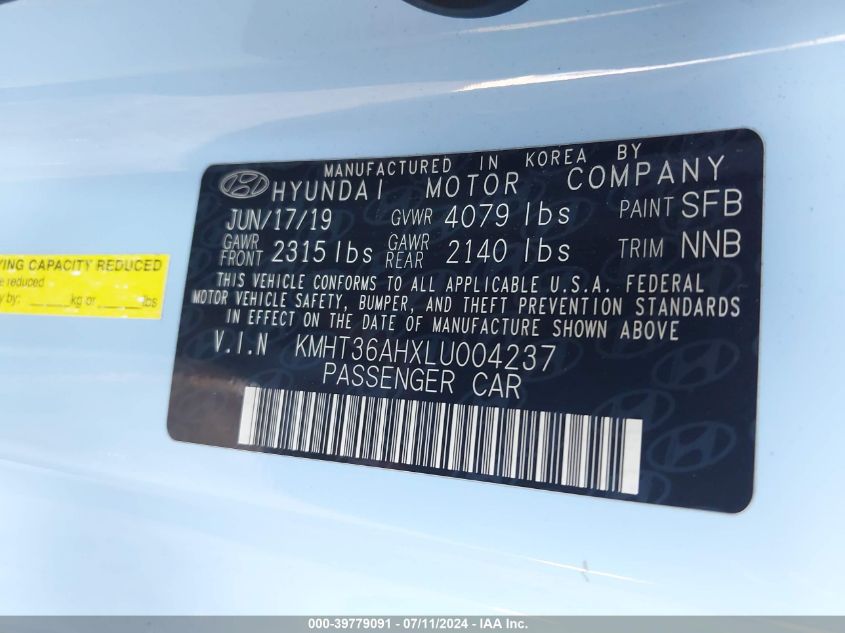 MANUFACTURED IN KOREA BY
HYUNDAI MOTOR COMPANY
JUN/17/19 GVWR 4079 lbs PAINT SFB
GAWR FRONT 2315 lbs GAWR REAR 2140 lbs TRIM NNB
THIS VEHICLE CONFORMS TO ALL APPLICABLE U.S.A. FEDERAL
MOTOR VEHICLE SAFETY, BUMPER, AND THEFT PREVENTION STANDARDS
IN EFFECT ON THE DATE OF MANUFACTURE SHOWN ABOVE
V.I.N KMHT36AHXLU004237
PASSENGER CAR
CAPACITY REDUCED
reduced
by: ____kg or ____lbs
000-39779091 - 07/11/2024 - IAA Inc.